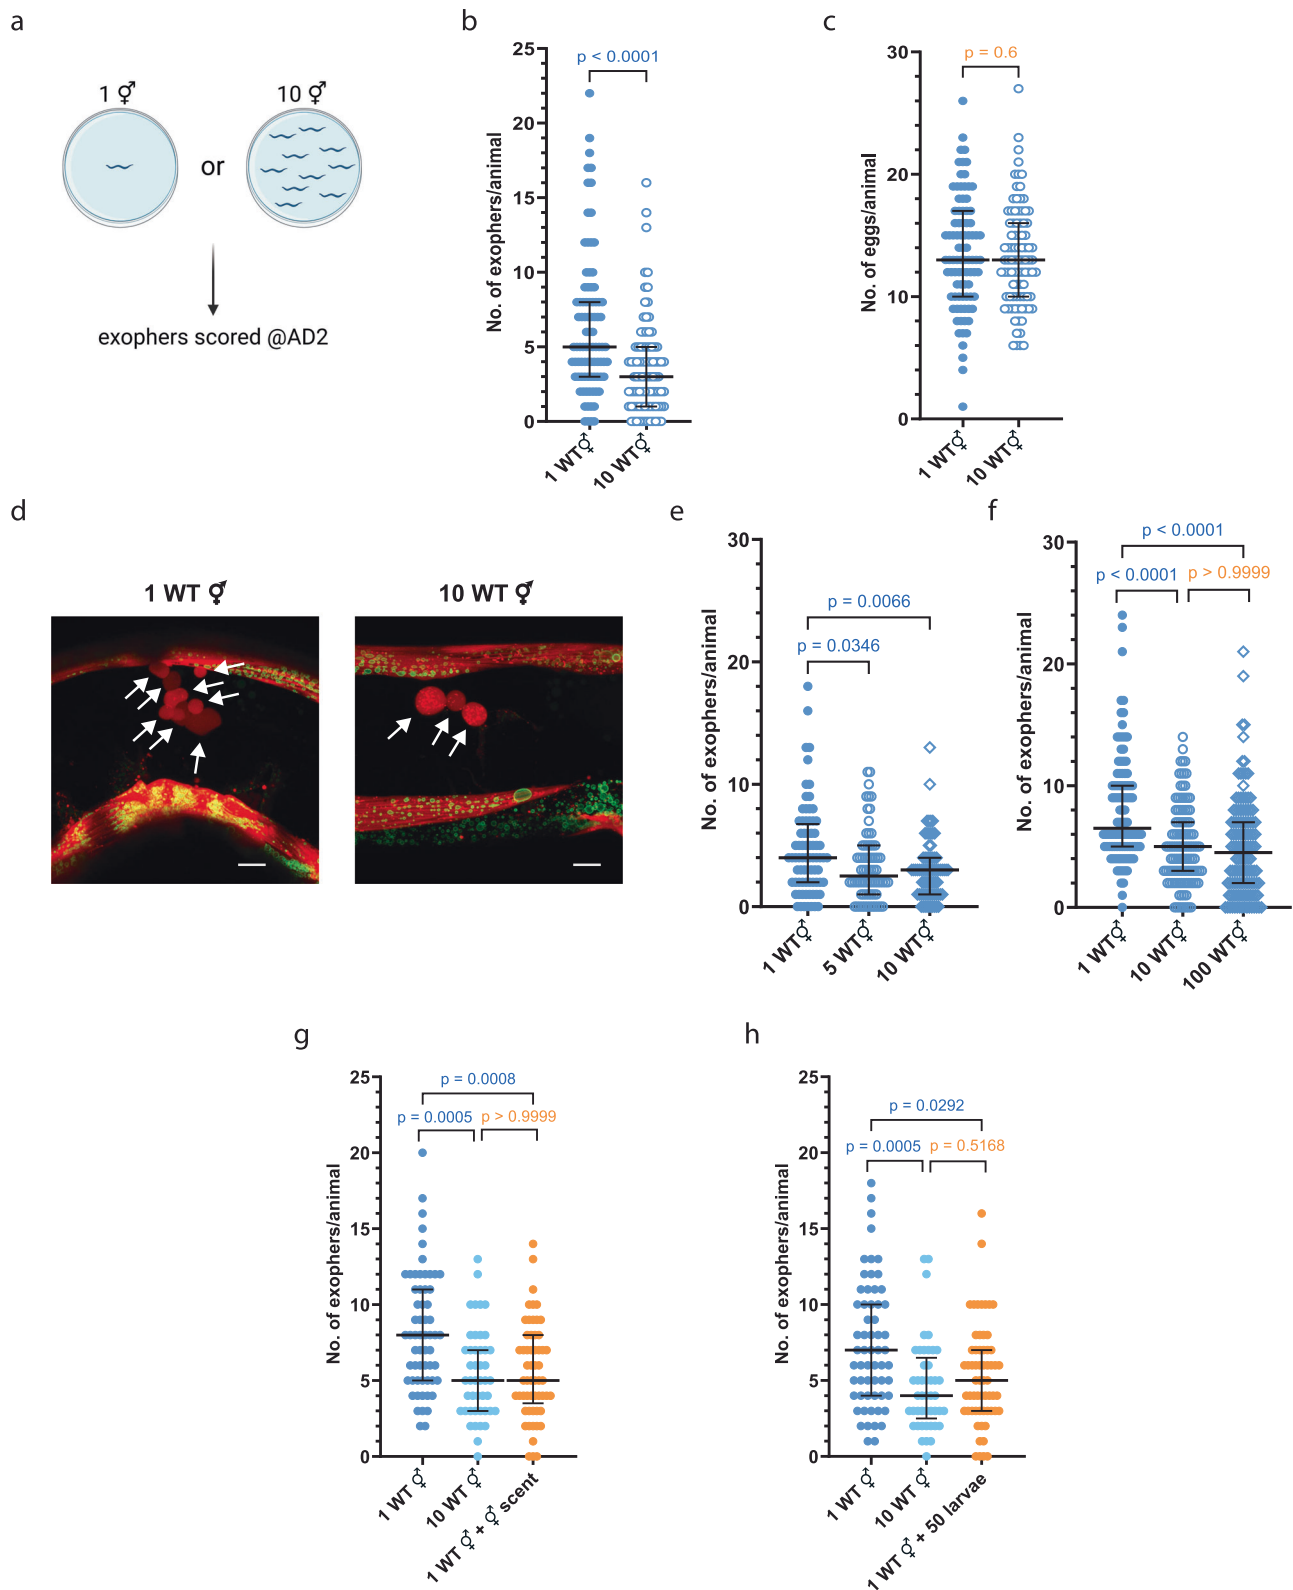 a
1 ⚥
10 ⚥
or
exophers scored @AD2
b
No. of exophers/animal
25
20
15
10
5
0
p < 0.0001
1 WT⚥
10 WT⚥
c
No. of eggs/animal
30
20
10
0
p = 0.6
1 WT⚥
10 WT⚥
d
1 WT ⚥
10 WT ⚥
e
No. of exophers/animal
30
20
10
0
p = 0.0066
p = 0.0346
1 WT⚥
5 WT⚥
10 WT⚥
f
No. of exophers/animal
30
20
10
0
p < 0.0001
p < 0.0001
p > 0.9999
1 WT⚥
10 WT⚥
100 WT⚥
g
No. of exophers/animal
25
20
15
10
5
0
p = 0.0008
p = 0.0005
p > 0.9999
1 WT ⚥
10 WT ⚥
1 WT ⚥ + ⚥ scent
h
No. of exophers/animal
25
20
15
10
5
0
p = 0.0292
p = 0.0005
p = 0.5168
1 WT ⚥
10 WT ⚥
1 WT ⚥ + 50 larvae